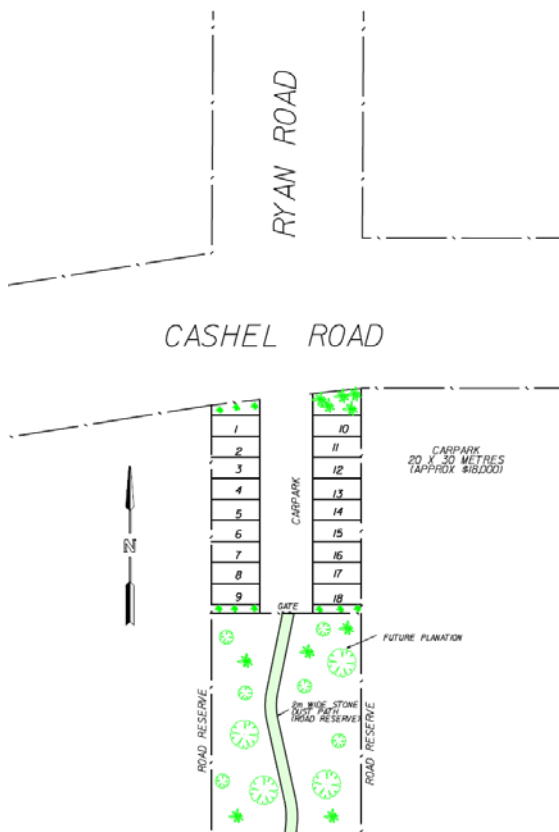 RYAN ROAD
CASHEL ROAD
1
2
3
4
5
6
7
8
9
CARPARK
10
11
12
13
14
15
16
17
18
CARPARK
20 X 30 METRES
(APPROX $18,000)
N
GATE
FUTURE PLANATION
2m WIDE STONE
DUST PATH
(ROAD RESERVE)
ROAD RESERVE
ROAD RESERVE